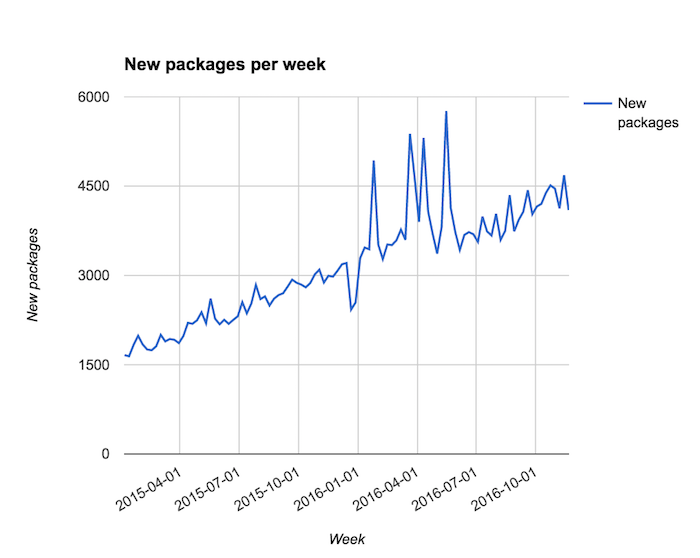 New packages per week
6000
4500
3000
1500
0
New packages
New
packages
2015-04-01
2015-07-01
2015-10-01
2016-01-01
2016-04-01
2016-07-01
2016-10-01
Week